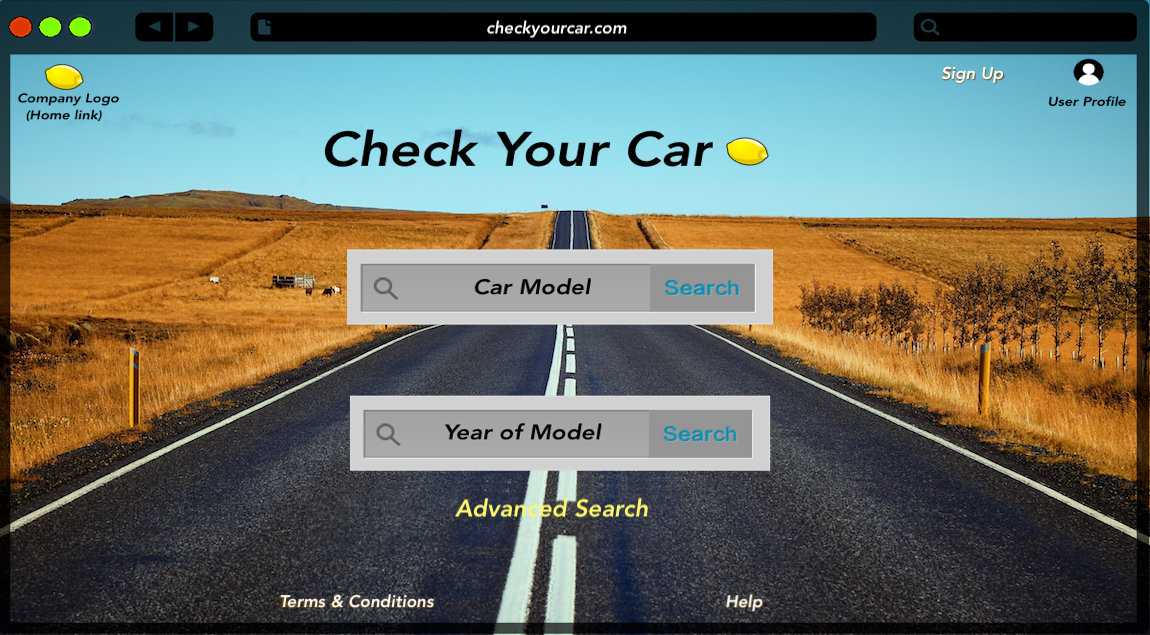 checkyourcar.com
Sign Up
Company Logo
(Home link)
User Profile
Check Your Car
Car Model
Search
Year of Model
Search
Advanced Search
Terms & Conditions
Help